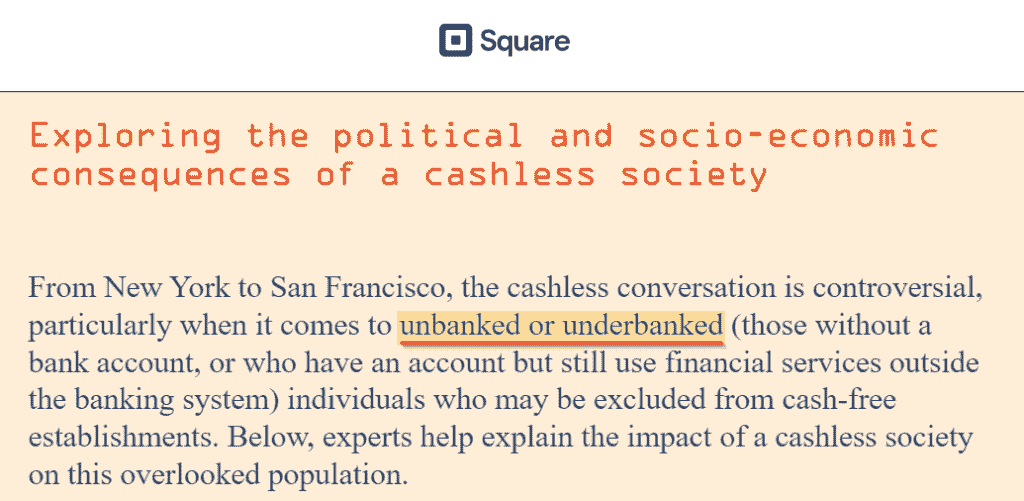 Square
Exploring the political and socio-economic
consequences of a cashless society
From New York to San Francisco, the cashless conversation is controversial,
particularly when it comes to unbanked or underbanked (those without a
bank account, or who have an account but still use financial services outside
the banking system) individuals who may be excluded from cash-free
establishments. Below, experts help explain the impact of a cashless society
on this overlooked population.